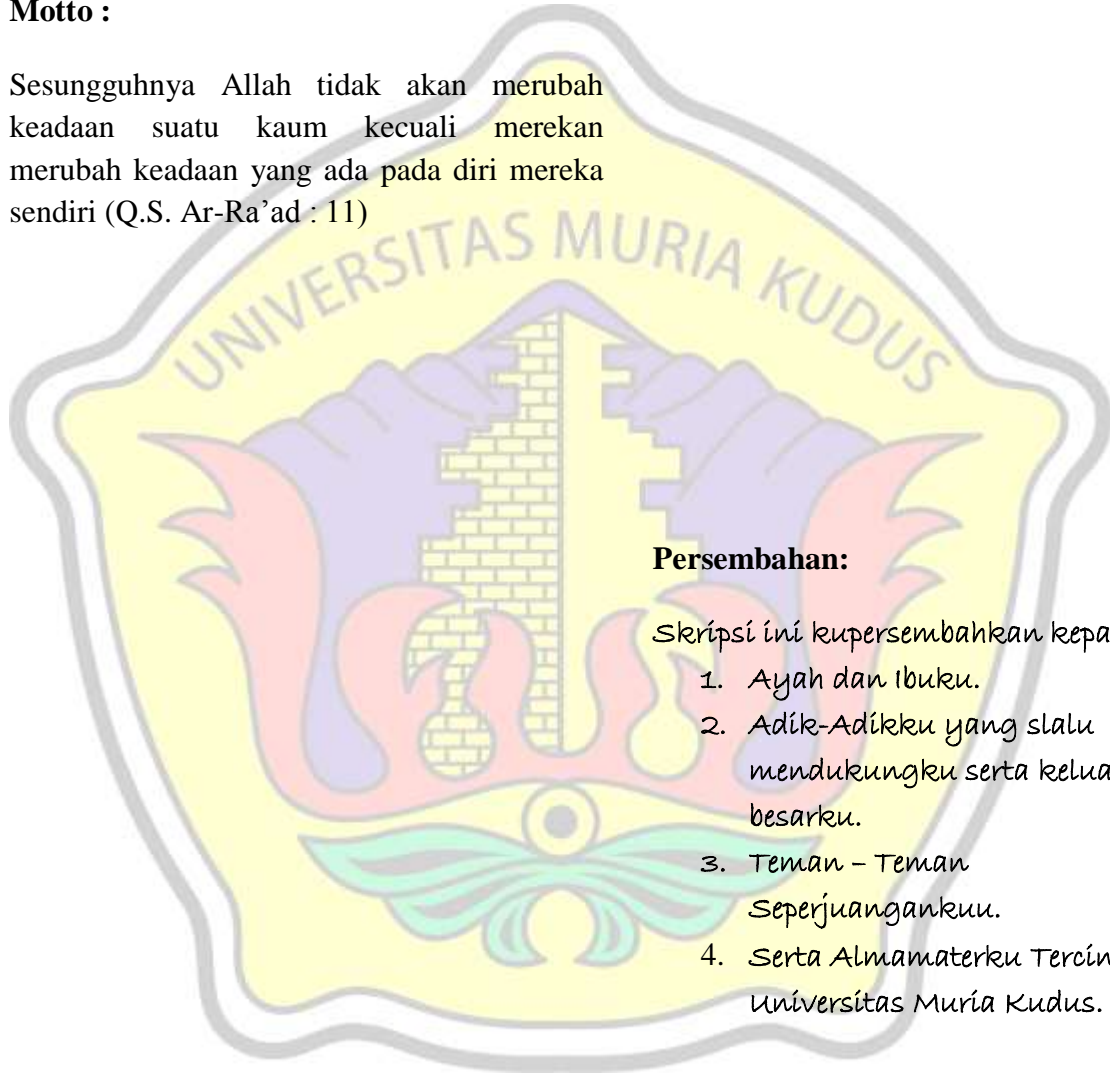 Motto :
Sesungguhnya Allah tidak akan merubah
keadaan suatu kaum kecuali merekan
merubah keadaan yang ada pada diri mereka
sendiri (Q.S. Ar-Ra’ad : 11)
UNIVERSITAS MURIA KUDUS
Persembahan:
Skripsi ini kupersembahkan kepa
1. Ayah dan Ibuku.
2. Adik-Adikku yang slalu
mendukungku serta kelua
besarku.
3. Teman – Teman
Seperjuangankuu.
4. Serta Almamaterku Tercin
Universitas Muria Kudus.